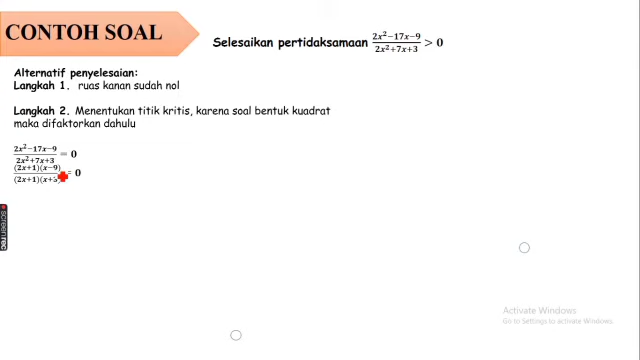 CONTOH SOAL
Selesaikan pertidaksamaan (2x²−17x−9)/(2x²+7x+3) > 0
Alternatif penyelesaian:
Langkah 1. ruas kanan sudah nol
Langkah 2. Menentukan titik kritis, karena soal bentuk kuadrat
maka difaktorkan dahulu
(2x²−17x−9)/(2x²+7x+3) = 0
(2x+1)(x−9)/(2x+1)(x+3) = 0
screenrec
Activate Windows
Go to Settings to activate Windows.